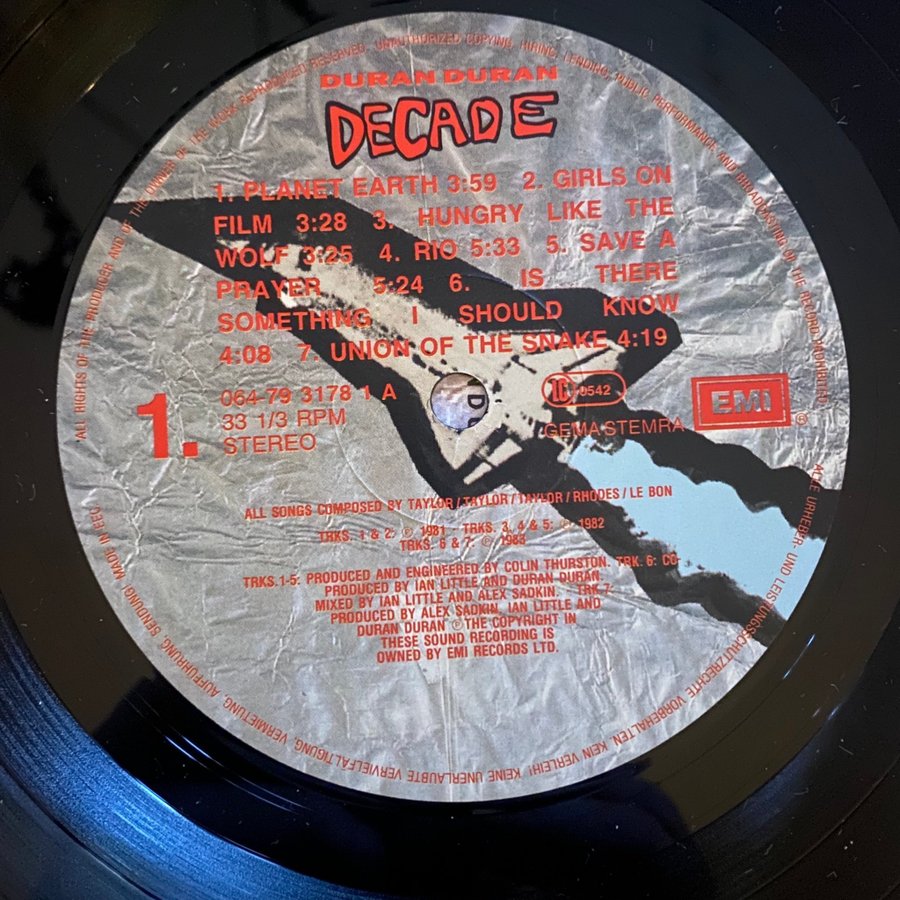 ALL RIGHTS OF THE PRODUCER AND OF THE OWNER OF THE WORK REPRODUCED RESERVED. UNAUTHORIZED COPYING, HIRING, LENDING, PUBLIC PERFORMANCE AND BROADCASTING OF THE RECORD PROHIBITED!
DURAN DURAN
DECADE
1. PLANET EARTH 3:59 2. GIRLS ON
FILM 3:28 3. HUNGRY LIKE THE
WOLF 3:25 4. RIO 5:33 5. SAVE A
PRAYER 5:24 6. IS THERE
SOMETHING I SHOULD KNOW
4:08 7. UNION OF THE SNAKE 4:19
1.
064-79 3178 1 A
33 1/3 RPM
STEREO
9542
GEMA STEMRA
EMI ®
ALL SONGS COMPOSED BY TAYLOR/TAYLOR/TAYLOR/RHODES/LE BON
TRKS. 1 & 2: ℗ 1981 - TRKS. 3, 4 & 5: ℗ 1982
TRKS. 6 & 7: ℗ 1983
TRKS. 1-5: PRODUCED AND ENGINEERED BY COLIN THURSTON. TRK. 6: CO-
PRODUCED BY IAN LITTLE AND DURAN DURAN.
MIXED BY IAN LITTLE AND ALEX SADKIN. - TRK. 7:
PRODUCED BY ALEX SADKIN, IAN LITTLE AND
DURAN DURAN ℗ THE COPYRIGHT IN
THESE SOUND RECORDING IS
OWNED BY EMI RECORDS LTD.
ALLE URHEBER- UND LEISTUNGSSCHUTZRECHTE VORBEHALTEN. KEIN VERLEIH! KEINE UNERLAUBTE VERVIELFÄLTIGUNG, VERMIETUNG, AUFFÜHRUNG, SENDUNG! MADE IN EEC